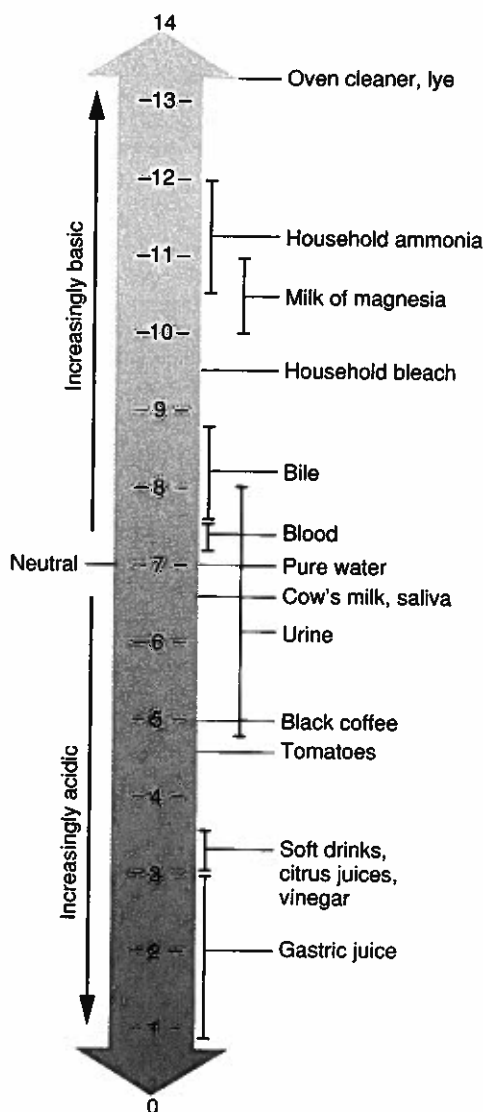 14
Oven cleaner, lye
–13–
–12–
Household ammonia
–11–
Milk of magnesia
–10–
Household bleach
–9–
Bile
–8–
Blood
Neutral
–7–
Pure water
Cow's milk, saliva
Urine
–6–
–5–
Black coffee
Tomatoes
–4–
Soft drinks,
citrus juices,
vinegar
–3–
Gastric juice
–2–
–1–
0
Increasingly basic
Increasingly acidic